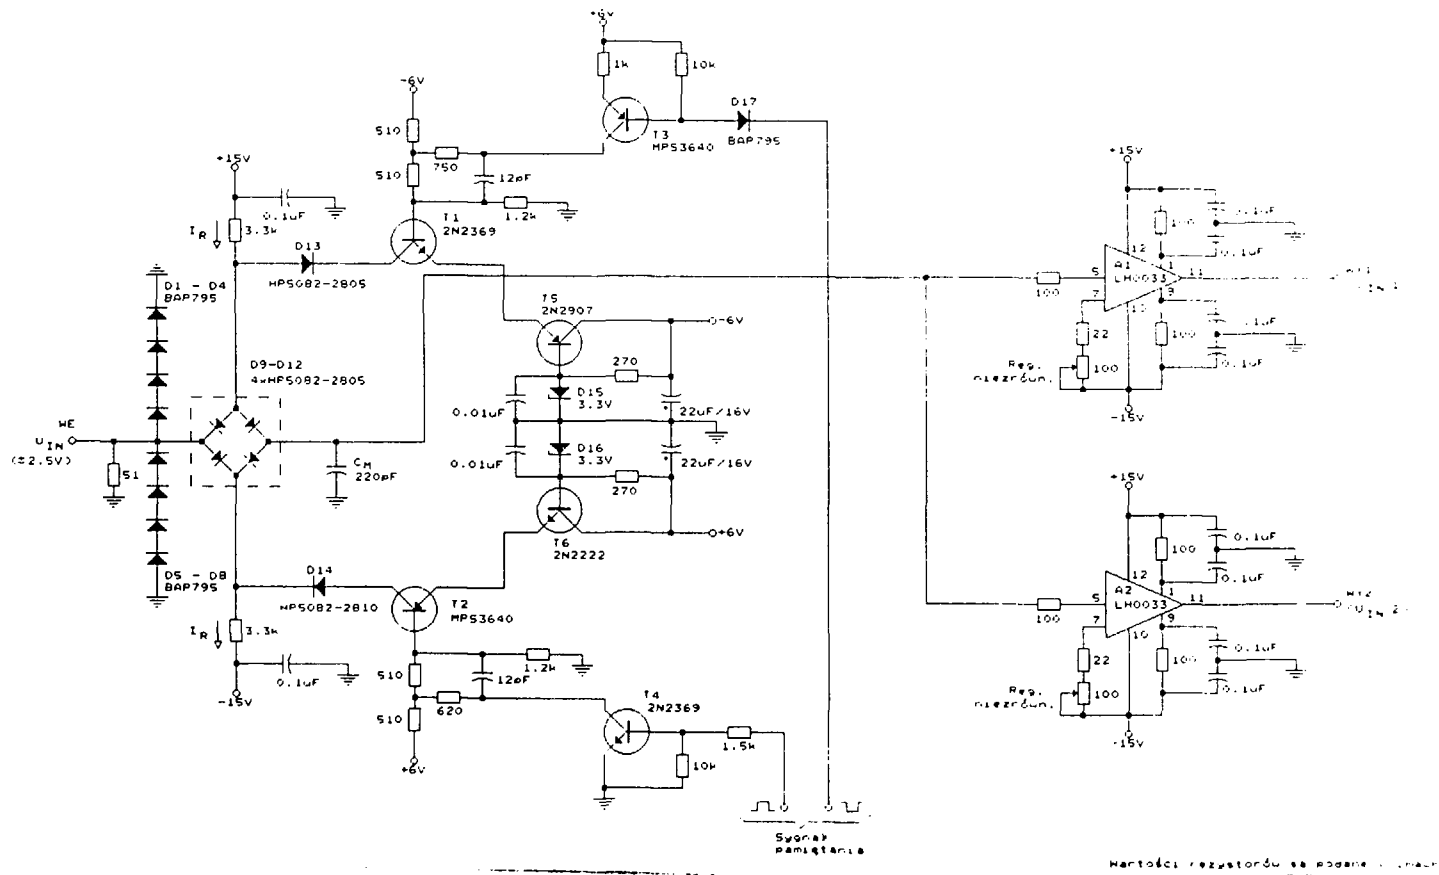 +6V
1k
10k
D17
BAP795
T3
MPS3640
-6V
510
750
510
12pF
1.2k
T1
2N2369
+15V
0.1uF
3.3k
I R
D13
HP5082-2805
D1 - D4
BAP795
D9-D12
4xHP5082-2805
WE
U IN
(±2.5V)
51
C M
220pF
T5
2N2907
-6V
270
D15
3.3V
0.01uF
22uF/16V
D16
3.3V
0.01uF
22uF/16V
270
T6
2N2222
+6V
D5 - D8
BAP795
D14
HP5082-2810
T2
MPS3640
I R
3.3k
0.1uF
-15V
510
12pF
1.2k
620
510
+6V
T4
2N2369
1.5k
10k
Sygnał
pamiętania
+15V
100
0.1uF
0.1uF
12
A1
LH0033
5
7
1
11
9
10
100
22
100
Reg.
niezrówn.
100
.1uF
0.1uF
-15V
+15V
100
0.1uF
0.1uF
12
A2
LH0033
5
7
1
11
9
10
100
22
100
Reg.
niezrówn.
100
0.1uF
0.1uF
-15V
WY2
U IN 2
Wartości rezystorów są podane